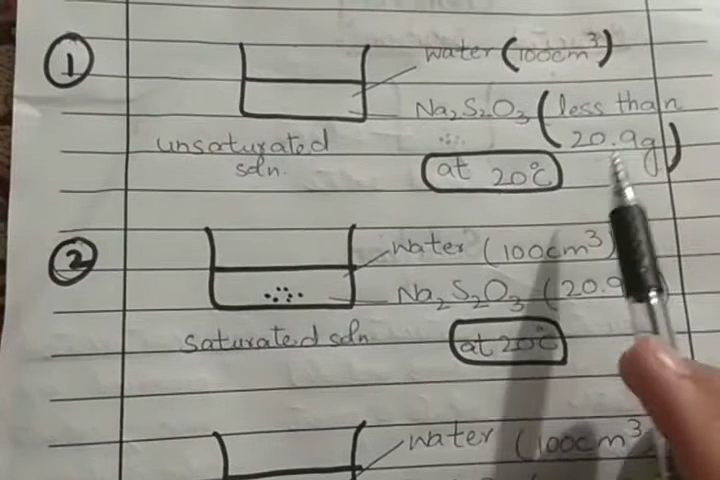 1
water (100cm³)
Na₂S₂O₃ (less than
20.9g)
unsaturated
soln.
at 20°C
2
water (100cm³)
Na₂S₂O₃ (20.9
saturated soln.
at 20°C
water (100cm³